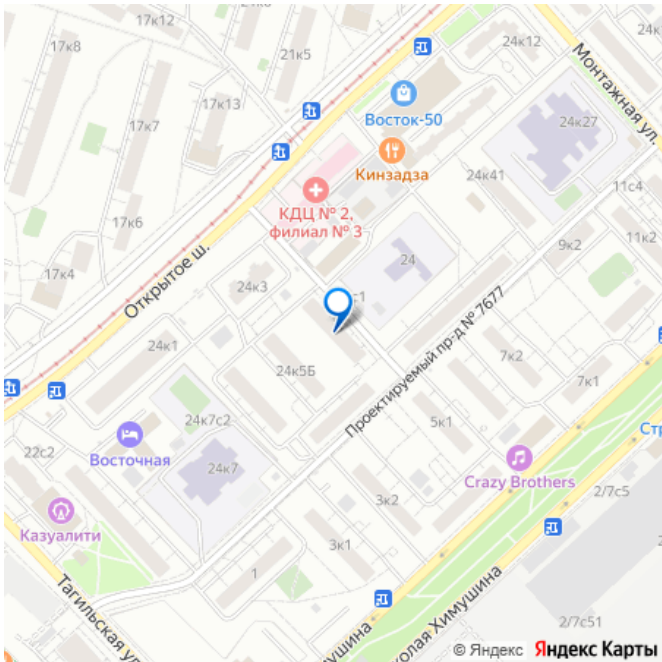 24к6
17к8
21к5
24к12
Монтажная ул.
17к13
Восток-50
17к7
24к27
Кинзадза
24к41
11с4
КДЦ № 2,
филиал № 3
17к6
9к2
11к2
24
17к4
Открытое ш.
24к3
с1
Проектируемый пр-д № 7677
24к1
7к2
24к5Б
7к1
24к7с2
5к1
22с2
Восточная
24к7
Crazy Brothers
Стр
2/7с5
3к2
Казуалити
3к1
1
Тагильская ул
2/7с51
мушина
колая Химушина
© Яндекс Яндекс Карты